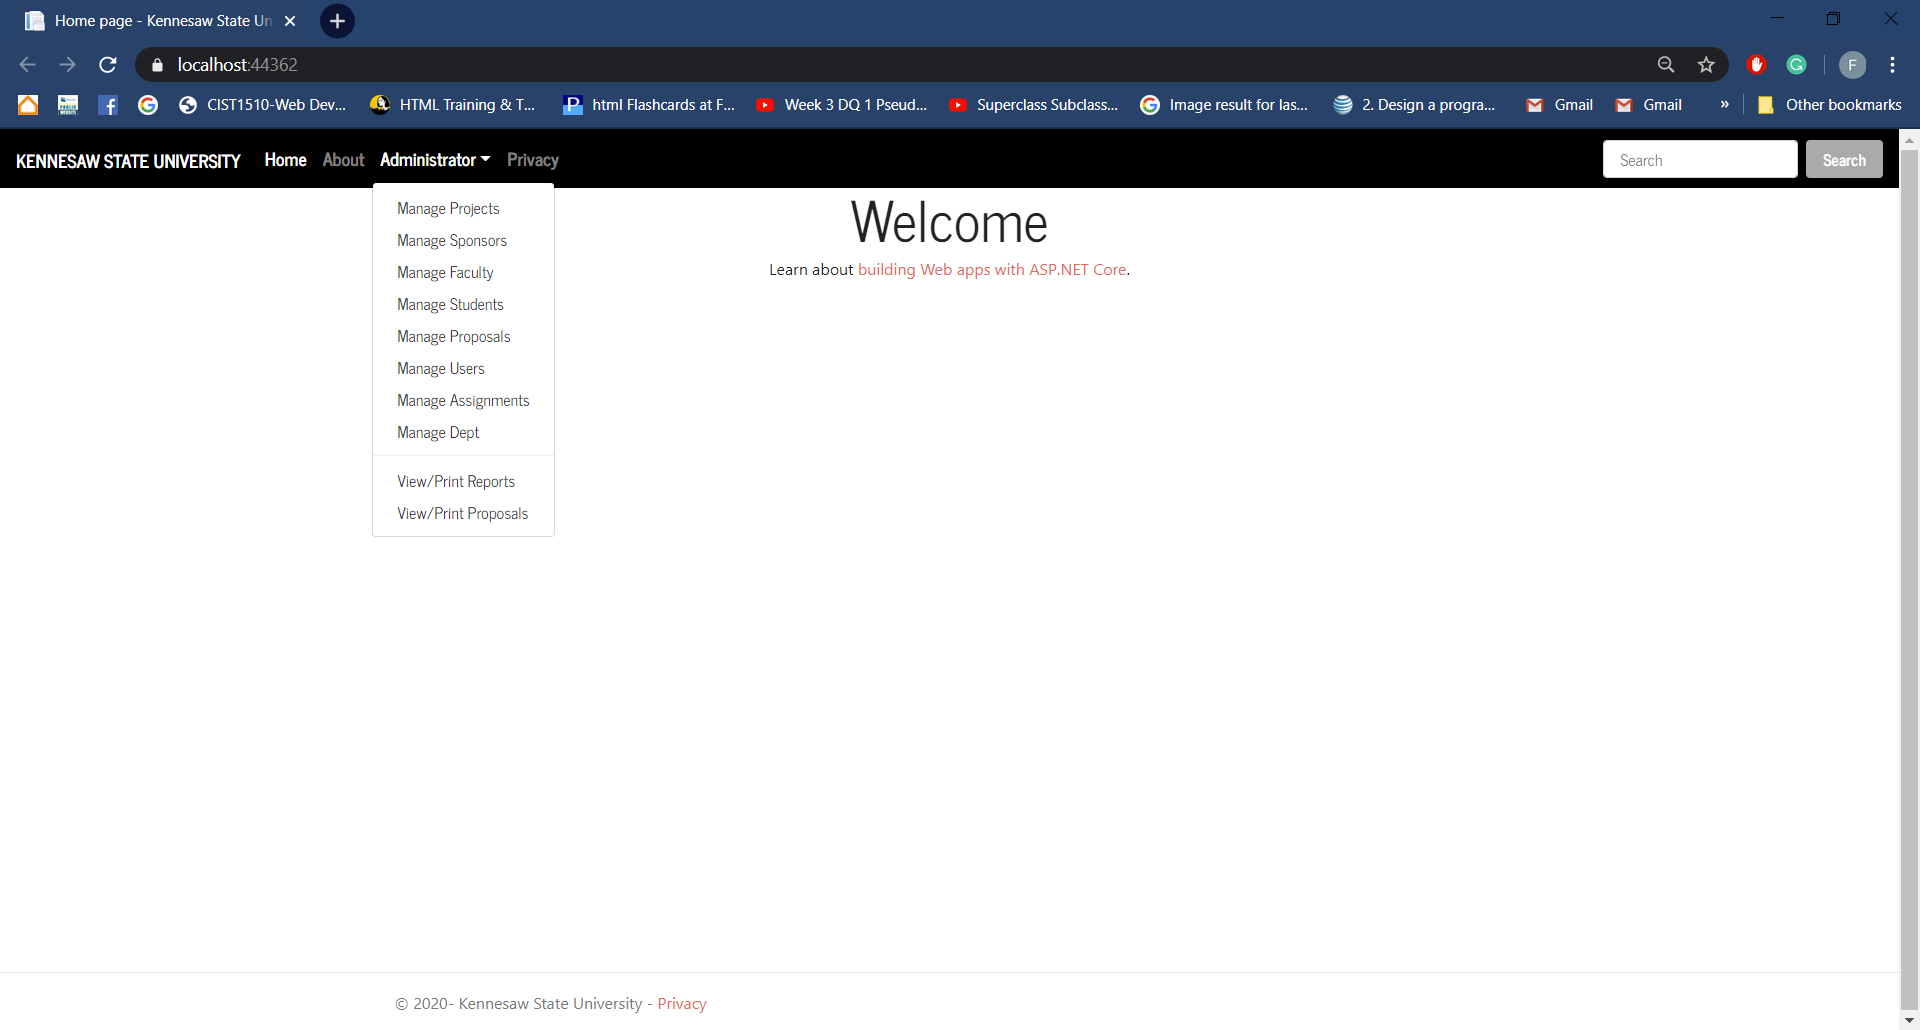 Home page - Kennesaw State Un
localhost:44362
F
CIST1510-Web Dev... HTML Training & T... html Flashcards at F... Week 3 DQ 1 Pseud... Superclass Subclass... Image result for las... 2. Design a progra... Gmail Gmail » Other bookmarks
KENNESAW STATE UNIVERSITY Home About Administrator Privacy Search Search
Manage Projects
Manage Sponsors
Manage Faculty
Manage Students
Manage Proposals
Manage Users
Manage Assignments
Manage Dept
View/Print Reports
View/Print Proposals
Welcome
Learn about building Web apps with ASP.NET Core.
© 2020- Kennesaw State University - Privacy